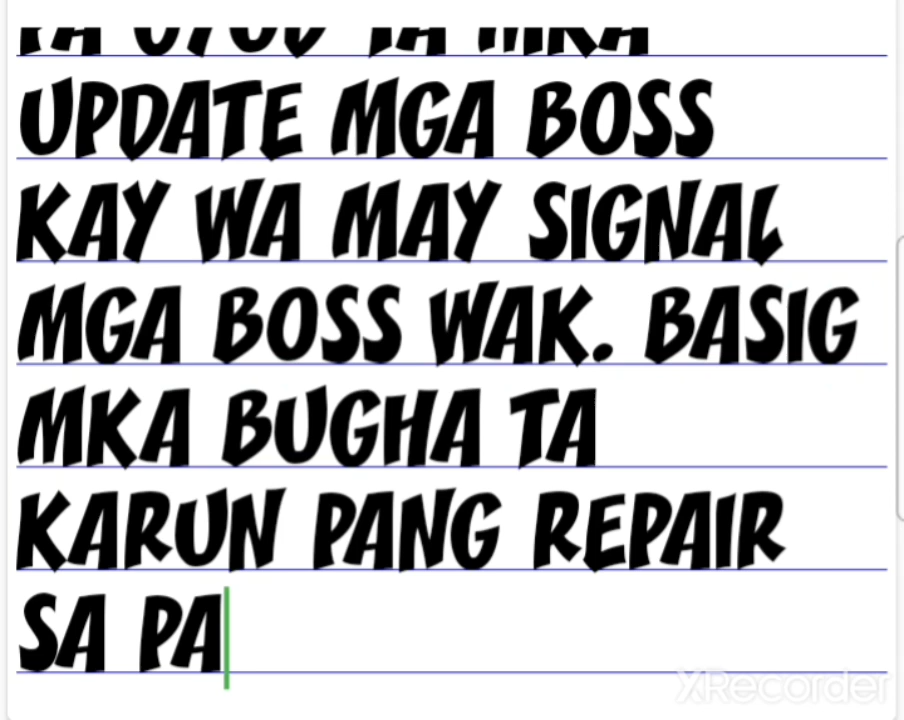 UPDATE MGA BOSS
KAY WA MAY SIGNAL
MGA BOSS WAK. BASIG
MKA BUGHA TA
KARUN PANG REPAIR
SA PA
XRecorder